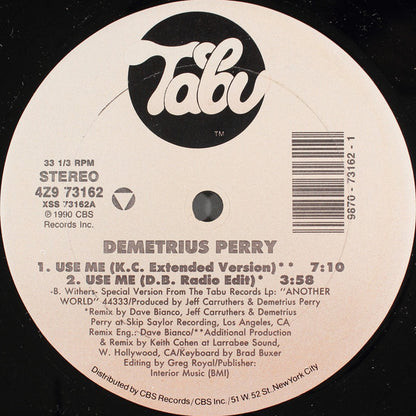 Tabu
TM
33 1/3 RPM
STEREO
4Z9 73162
XSS 73162A
℗ 1990 CBS
Records Inc.
9870 - 73162 - 1
DEMETRIUS PERRY
1. USE ME (K.C. Extended Version)** 7:10
2. USE ME (D.B. Radio Edit)* 3:58
-B. Withers- Special Version From The Tabu Records Lp: "ANOTHER
WORLD" 44333/Produced by Jeff Carruthers & Demetrius Perry
*Remix by Dave Bianco, Jeff Carruthers & Demetrius
Perry at Skip Saylor Recording, Los Angeles, CA
Remix Eng.: Dave Bianco/**Additional Production
& Remix by Keith Cohen at Larrabee Sound,
W. Hollywood, CA/Keyboard by Brad Buxer
Editing by Greg Royal/Publisher:
Interior Music (BMI)
Distributed by CBS Records/CBS Inc./51 W. 52 St. New York City